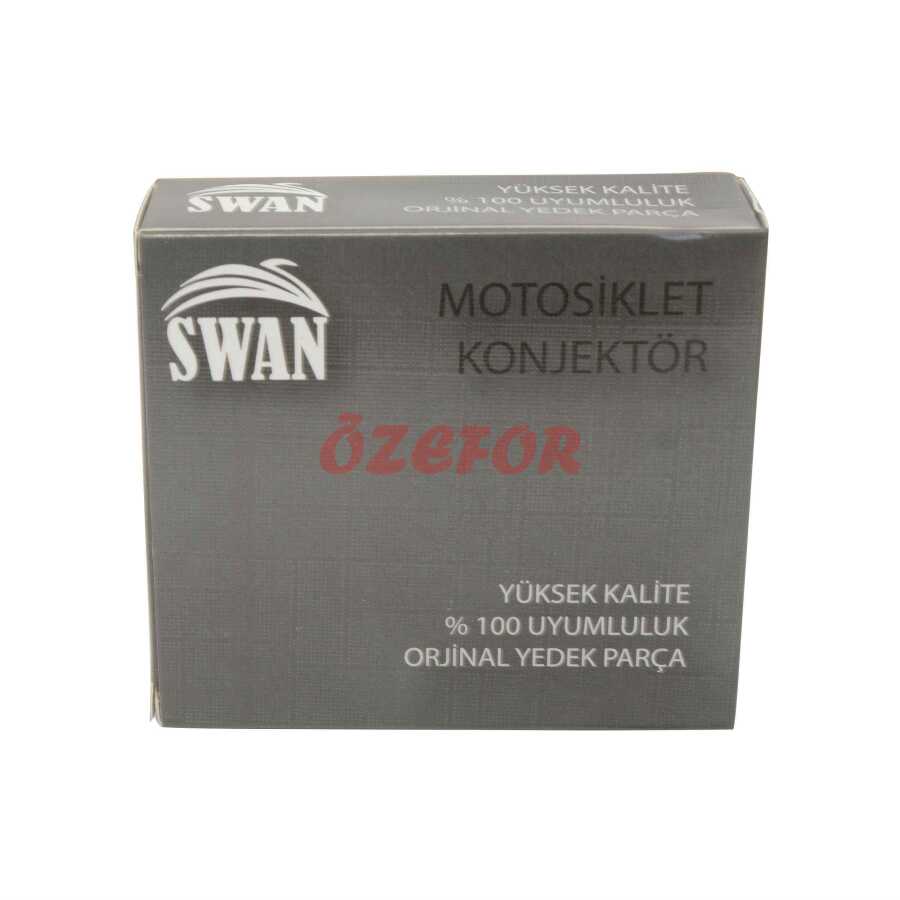 SWAN
YÜKSEK KALİTE
% 100 UYUMLULUK
ORJİNAL YEDEK PARÇA
SWAN
MOTOSİKLET
KONJEKTÖR
ÖZEFOR
YÜKSEK KALİTE
% 100 UYUMLULUK
ORJİNAL YEDEK PARÇA